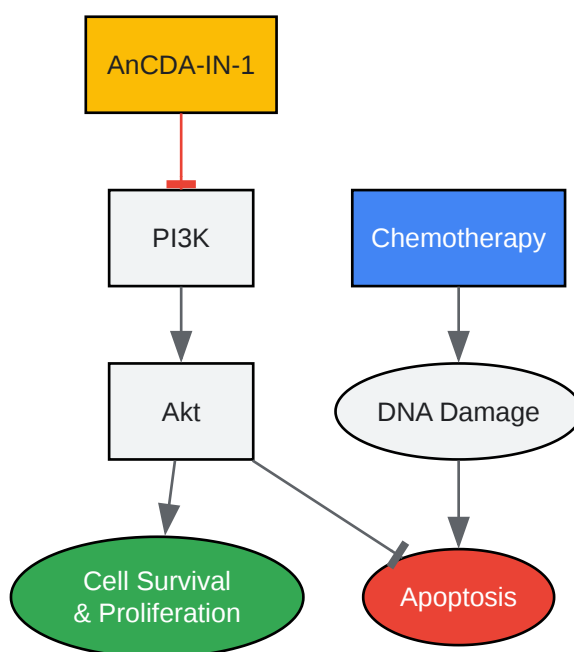 AnCDA-IN-1
PI3K
Chemotherapy
Akt
DNA Damage
Cell Survival
& Proliferation
Apoptosis